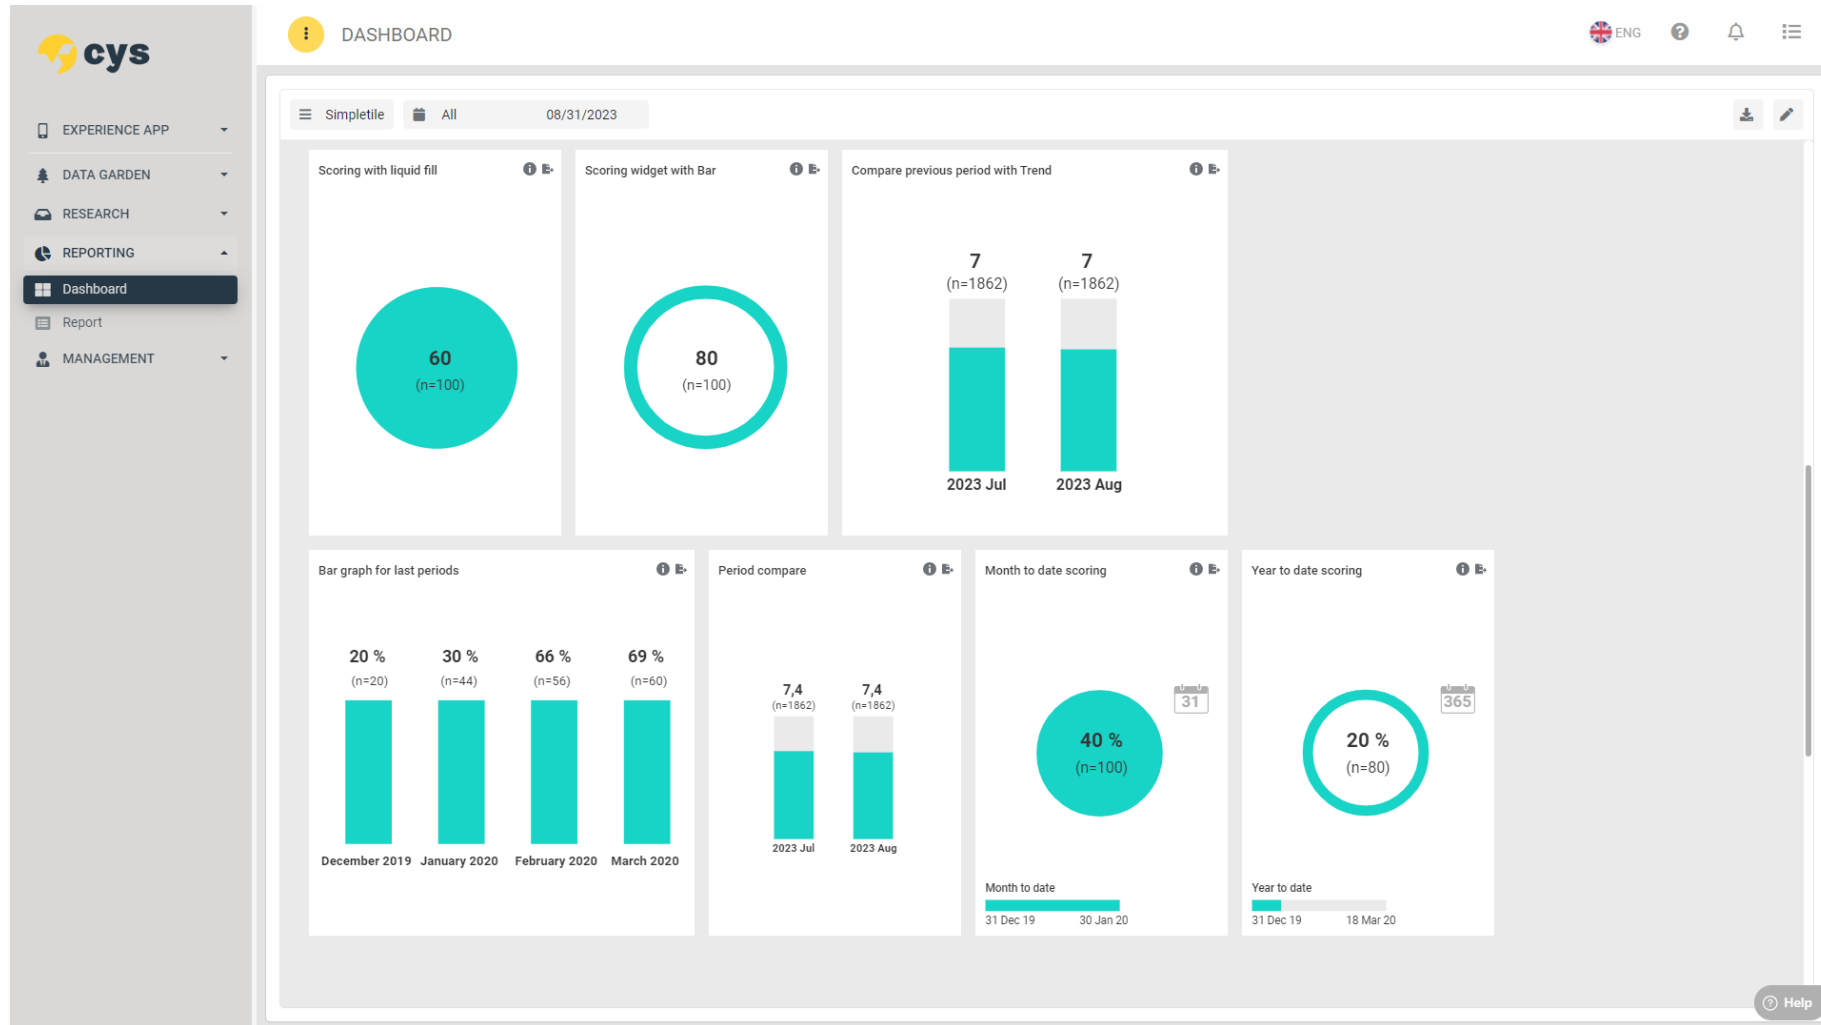 cys
DASHBOARD
ENG
EXPERIENCE APP
DATA GARDEN
RESEARCH
REPORTING
Dashboard
Report
MANAGEMENT
Simpletile
All
08/31/2023
Scoring with liquid fill
60
(n=100)
Scoring widget with Bar
80
(n=100)
Compare previous period with Trend
7
(n=1862)
2023 Jul
7
(n=1862)
2023 Aug
Bar graph for last periods
20 %
(n=20)
December 2019
30 %
(n=44)
January 2020
66 %
(n=56)
February 2020
69 %
(n=60)
March 2020
Period compare
7,4
(n=1862)
2023 Jul
7,4
(n=1862)
2023 Aug
Month to date scoring
31
40 %
(n=100)
Month to date
31 Dec 19
30 Jan 20
Year to date scoring
365
20 %
(n=80)
Year to date
31 Dec 19
18 Mar 20
Help